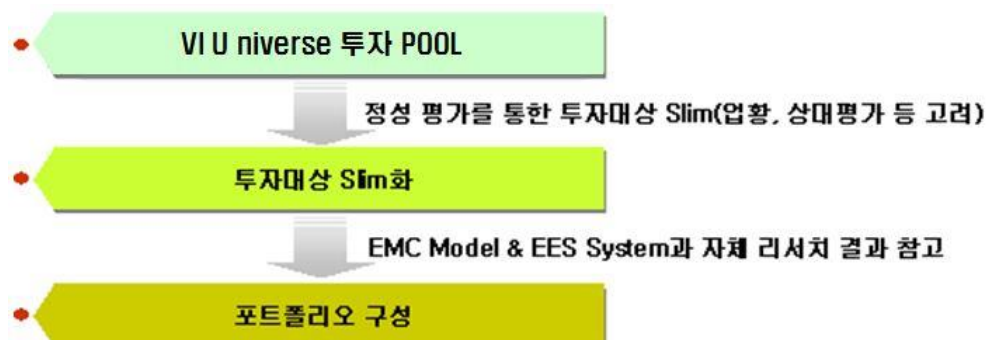 VI U niverse 투자 POOL
정성 평가를 통한 투자대상 Slim(업황, 상대평가 등 고려)
투자대상 Slim화
EMC Model & EES System과 자체 리서치 결과 참고
포트폴리오 구성